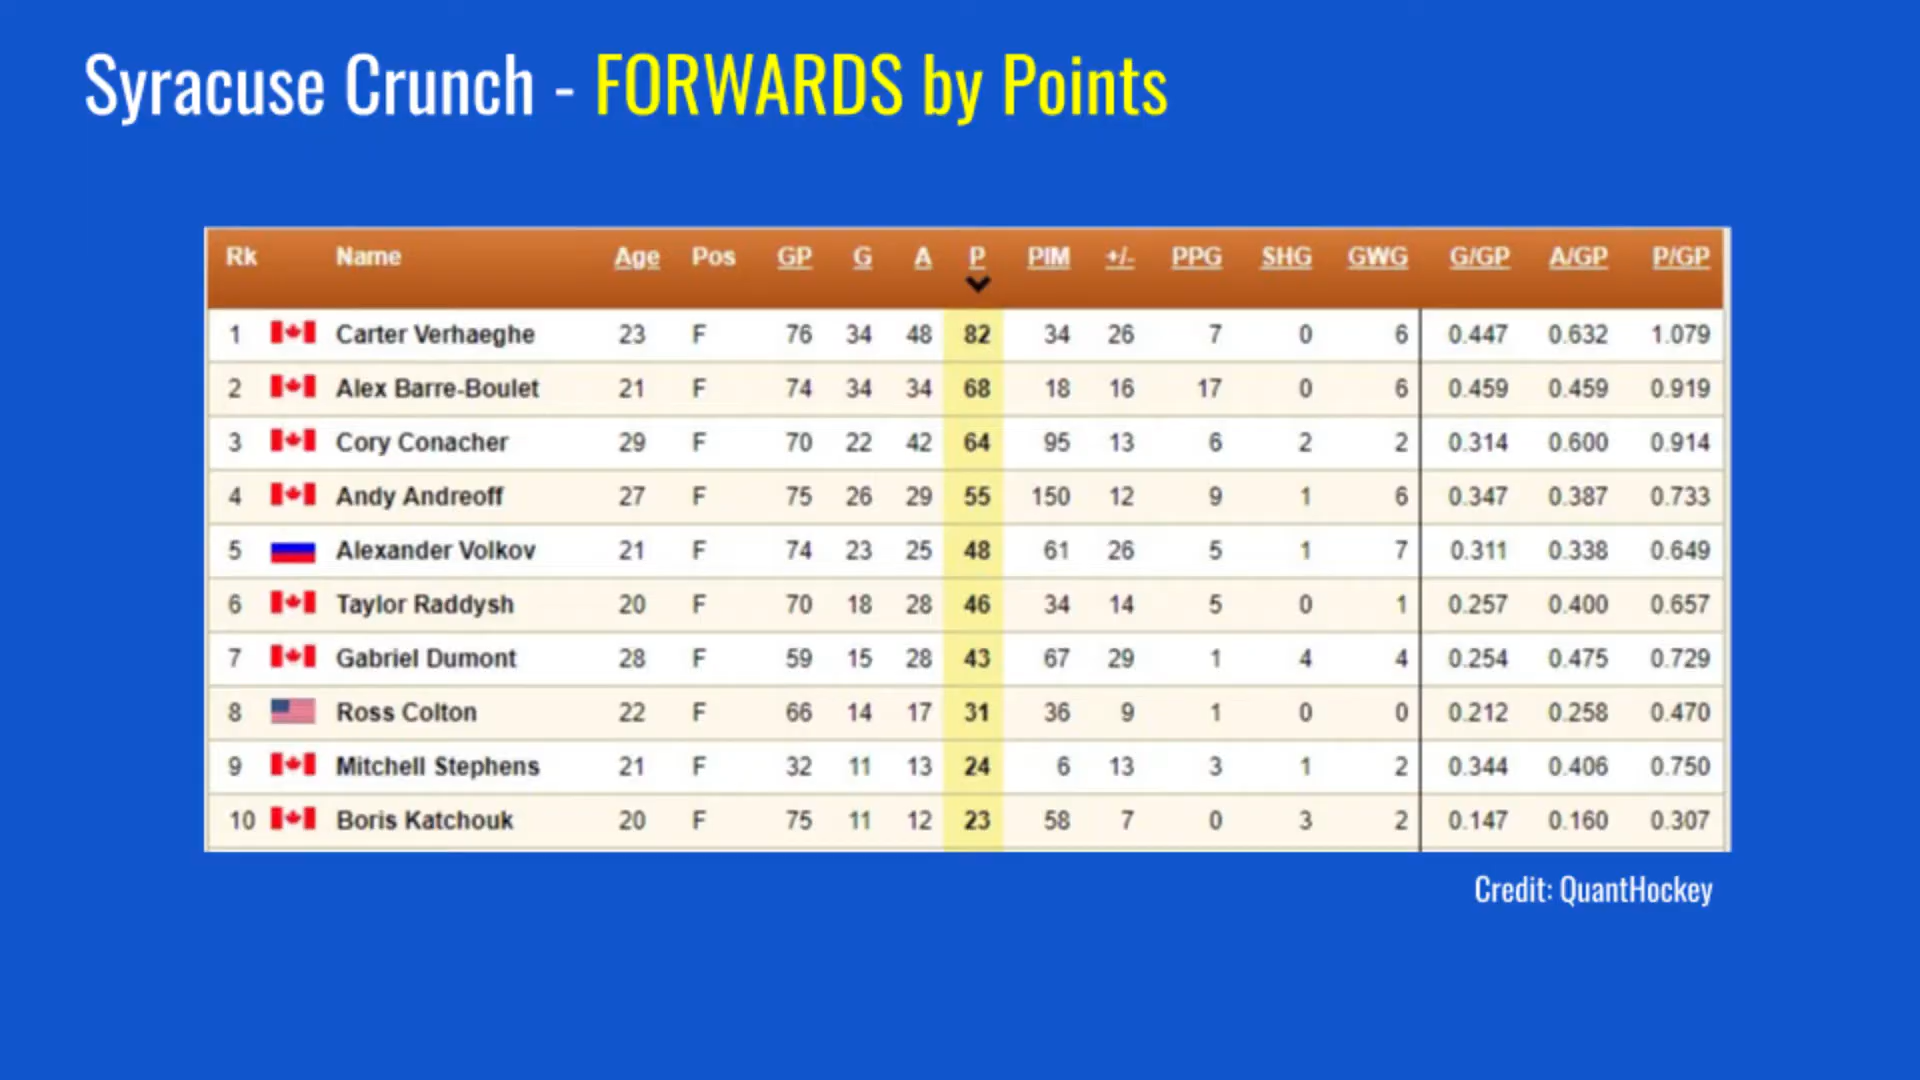 Syracuse Crunch - FORWARDS by Points
Rk Name Age Pos GP G A P PIM +/- PPG SHG GWG G/GP A/GP P/GP
1 Carter Verhaeghe 23 F 76 34 48 82 34 26 7 0 6 0.447 0.632 1.079
2 Alex Barre-Boulet 21 F 74 34 34 68 18 16 17 0 6 0.459 0.459 0.919
3 Cory Conacher 29 F 70 22 42 64 95 13 6 2 2 0.314 0.600 0.914
4 Andy Andreoff 27 F 75 26 29 55 150 12 9 1 6 0.347 0.387 0.733
5 Alexander Volkov 21 F 74 23 25 48 61 26 5 1 7 0.311 0.338 0.649
6 Taylor Raddysh 20 F 70 18 28 46 34 14 5 0 1 0.257 0.400 0.657
7 Gabriel Dumont 28 F 59 15 28 43 67 29 1 4 4 0.254 0.475 0.729
8 Ross Colton 22 F 66 14 17 31 36 9 1 0 0 0.212 0.258 0.470
9 Mitchell Stephens 21 F 32 11 13 24 6 13 3 1 2 0.344 0.406 0.750
10 Boris Katchouk 20 F 75 11 12 23 58 7 0 3 2 0.147 0.160 0.307
Credit: QuantHockey